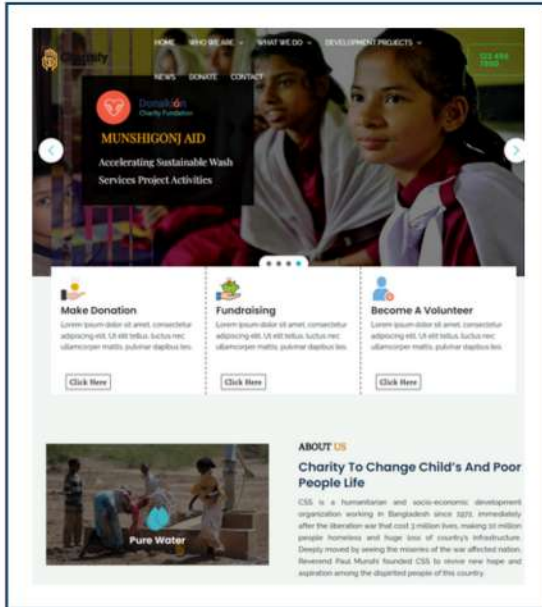 HOME WHO WE ARE WHAT WE DO DEVELOPMENT PROJECTS
NEWS DONATE CONTACT
123 456
7890
Donation
Charity Fundation
MUNSHIGONJ AID
Accelerating Sustainable Wash
Services Project Activities
Make Donation
Lorem ipsum dolor sit amet, consectetur
adipiscing elit. Ut elit tellus, luctus nec
ullamcorper mattis, pulvinar dapibus leo.
Click Here
Fundraising
Lorem ipsum dolor sit amet, consectetur
adipiscing elit. Ut elit tellus, luctus nec
ullamcorper mattis, pulvinar dapibus leo.
Click Here
Become A Volunteer
Lorem ipsum dolor sit amet, consectetur
adipiscing elit. Ut elit tellus, luctus nec
ullamcorper mattis, pulvinar dapibus leo.
Click Here
Pure Water
ABOUT US
Charity To Change Child's And Poor
People Life
CSS is a humanitarian and socio-economic development
organization working in Bangladesh since 1972, immediately
after the liberation war that cost 3 million lives, making 10 million
people homeless and huge loss of country's infrastructure.
Deeply moved by seeing the miseries of the war affected nation,
Reverend Paul Munshi founded CSS to revive new hope and
aspiration among the dispirited people of this country.